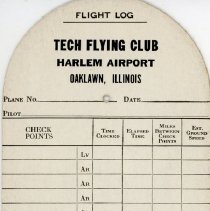 FLIGHT LOG
TECH FLYING CLUB
HARLEM AIRPORT
OAKLAWN, ILLINOIS
PLANE NO. DATE
PILOT
CHECK POINTS TIME CLOCKED ELAPSED TIME MILES BETWEEN CHECK POINTS EST. GROUND SPEED
LV
AR
AR
AR
AR